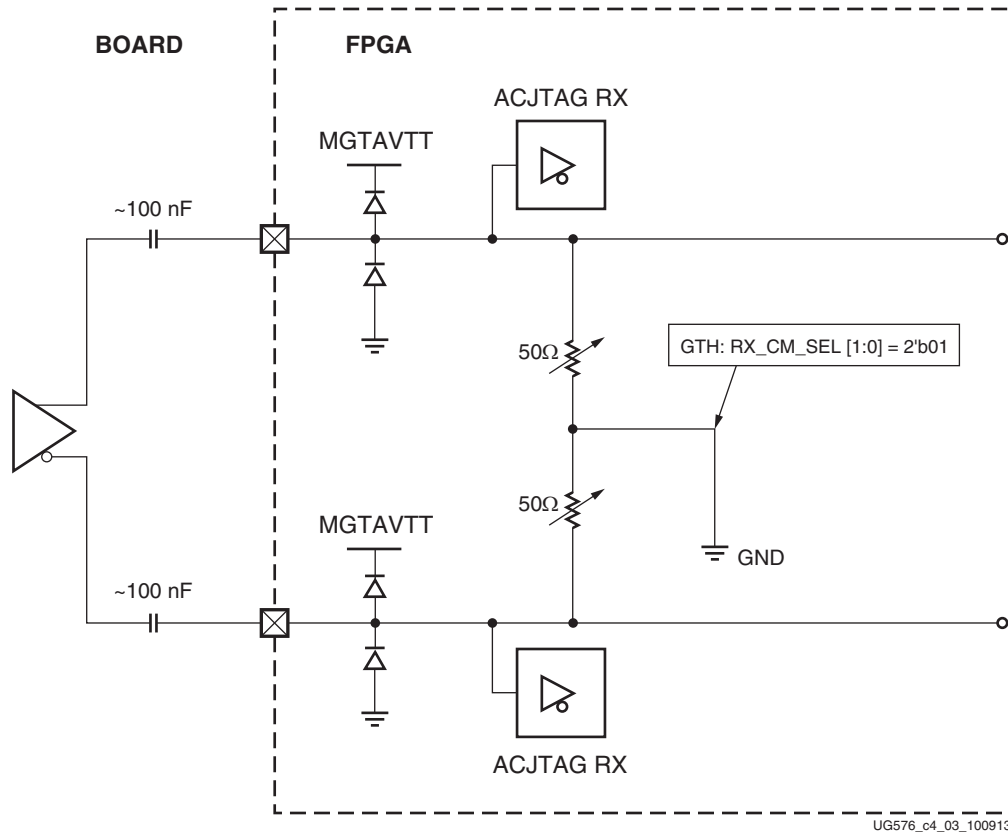 BOARD
FPGA
ACJTAG RX
MGTAVTT
~100 nF
50Ω
GTH: RX_CM_SEL [1:0] = 2'b01
50Ω
MGTAVTT
GND
~100 nF
ACJTAG RX
UG576_c4_03_100913